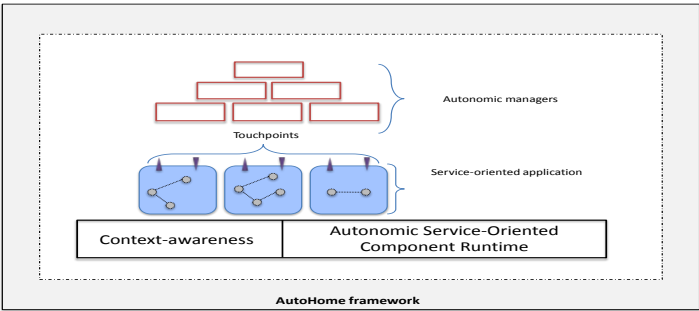 Autonomic managers
Touchpoints
Service-oriented application
Context-awareness
Autonomic Service-Oriented
Component Runtime
AutoHome framework